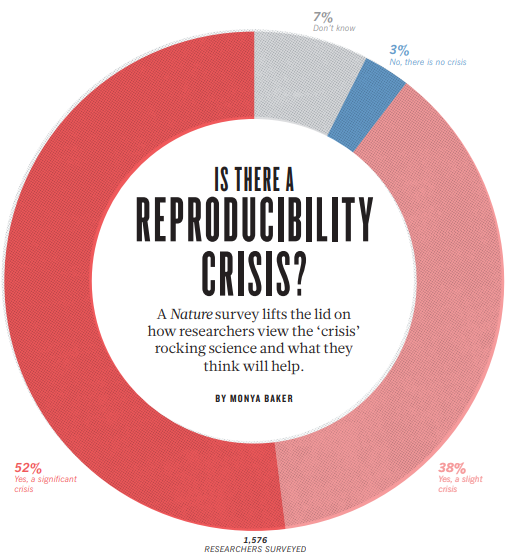 7%
Don't know
3%
No, there is no crisis
IS THERE A
REPRODUCIBILITY
CRISIS?
A Nature survey lifts the lid on
how researchers view the ‘crisis’
rocking science and what they
think will help.
BY MONYA BAKER
52%
Yes, a significant
crisis
38%
Yes, a slight
crisis
1,576
RESEARCHERS SURVEYED